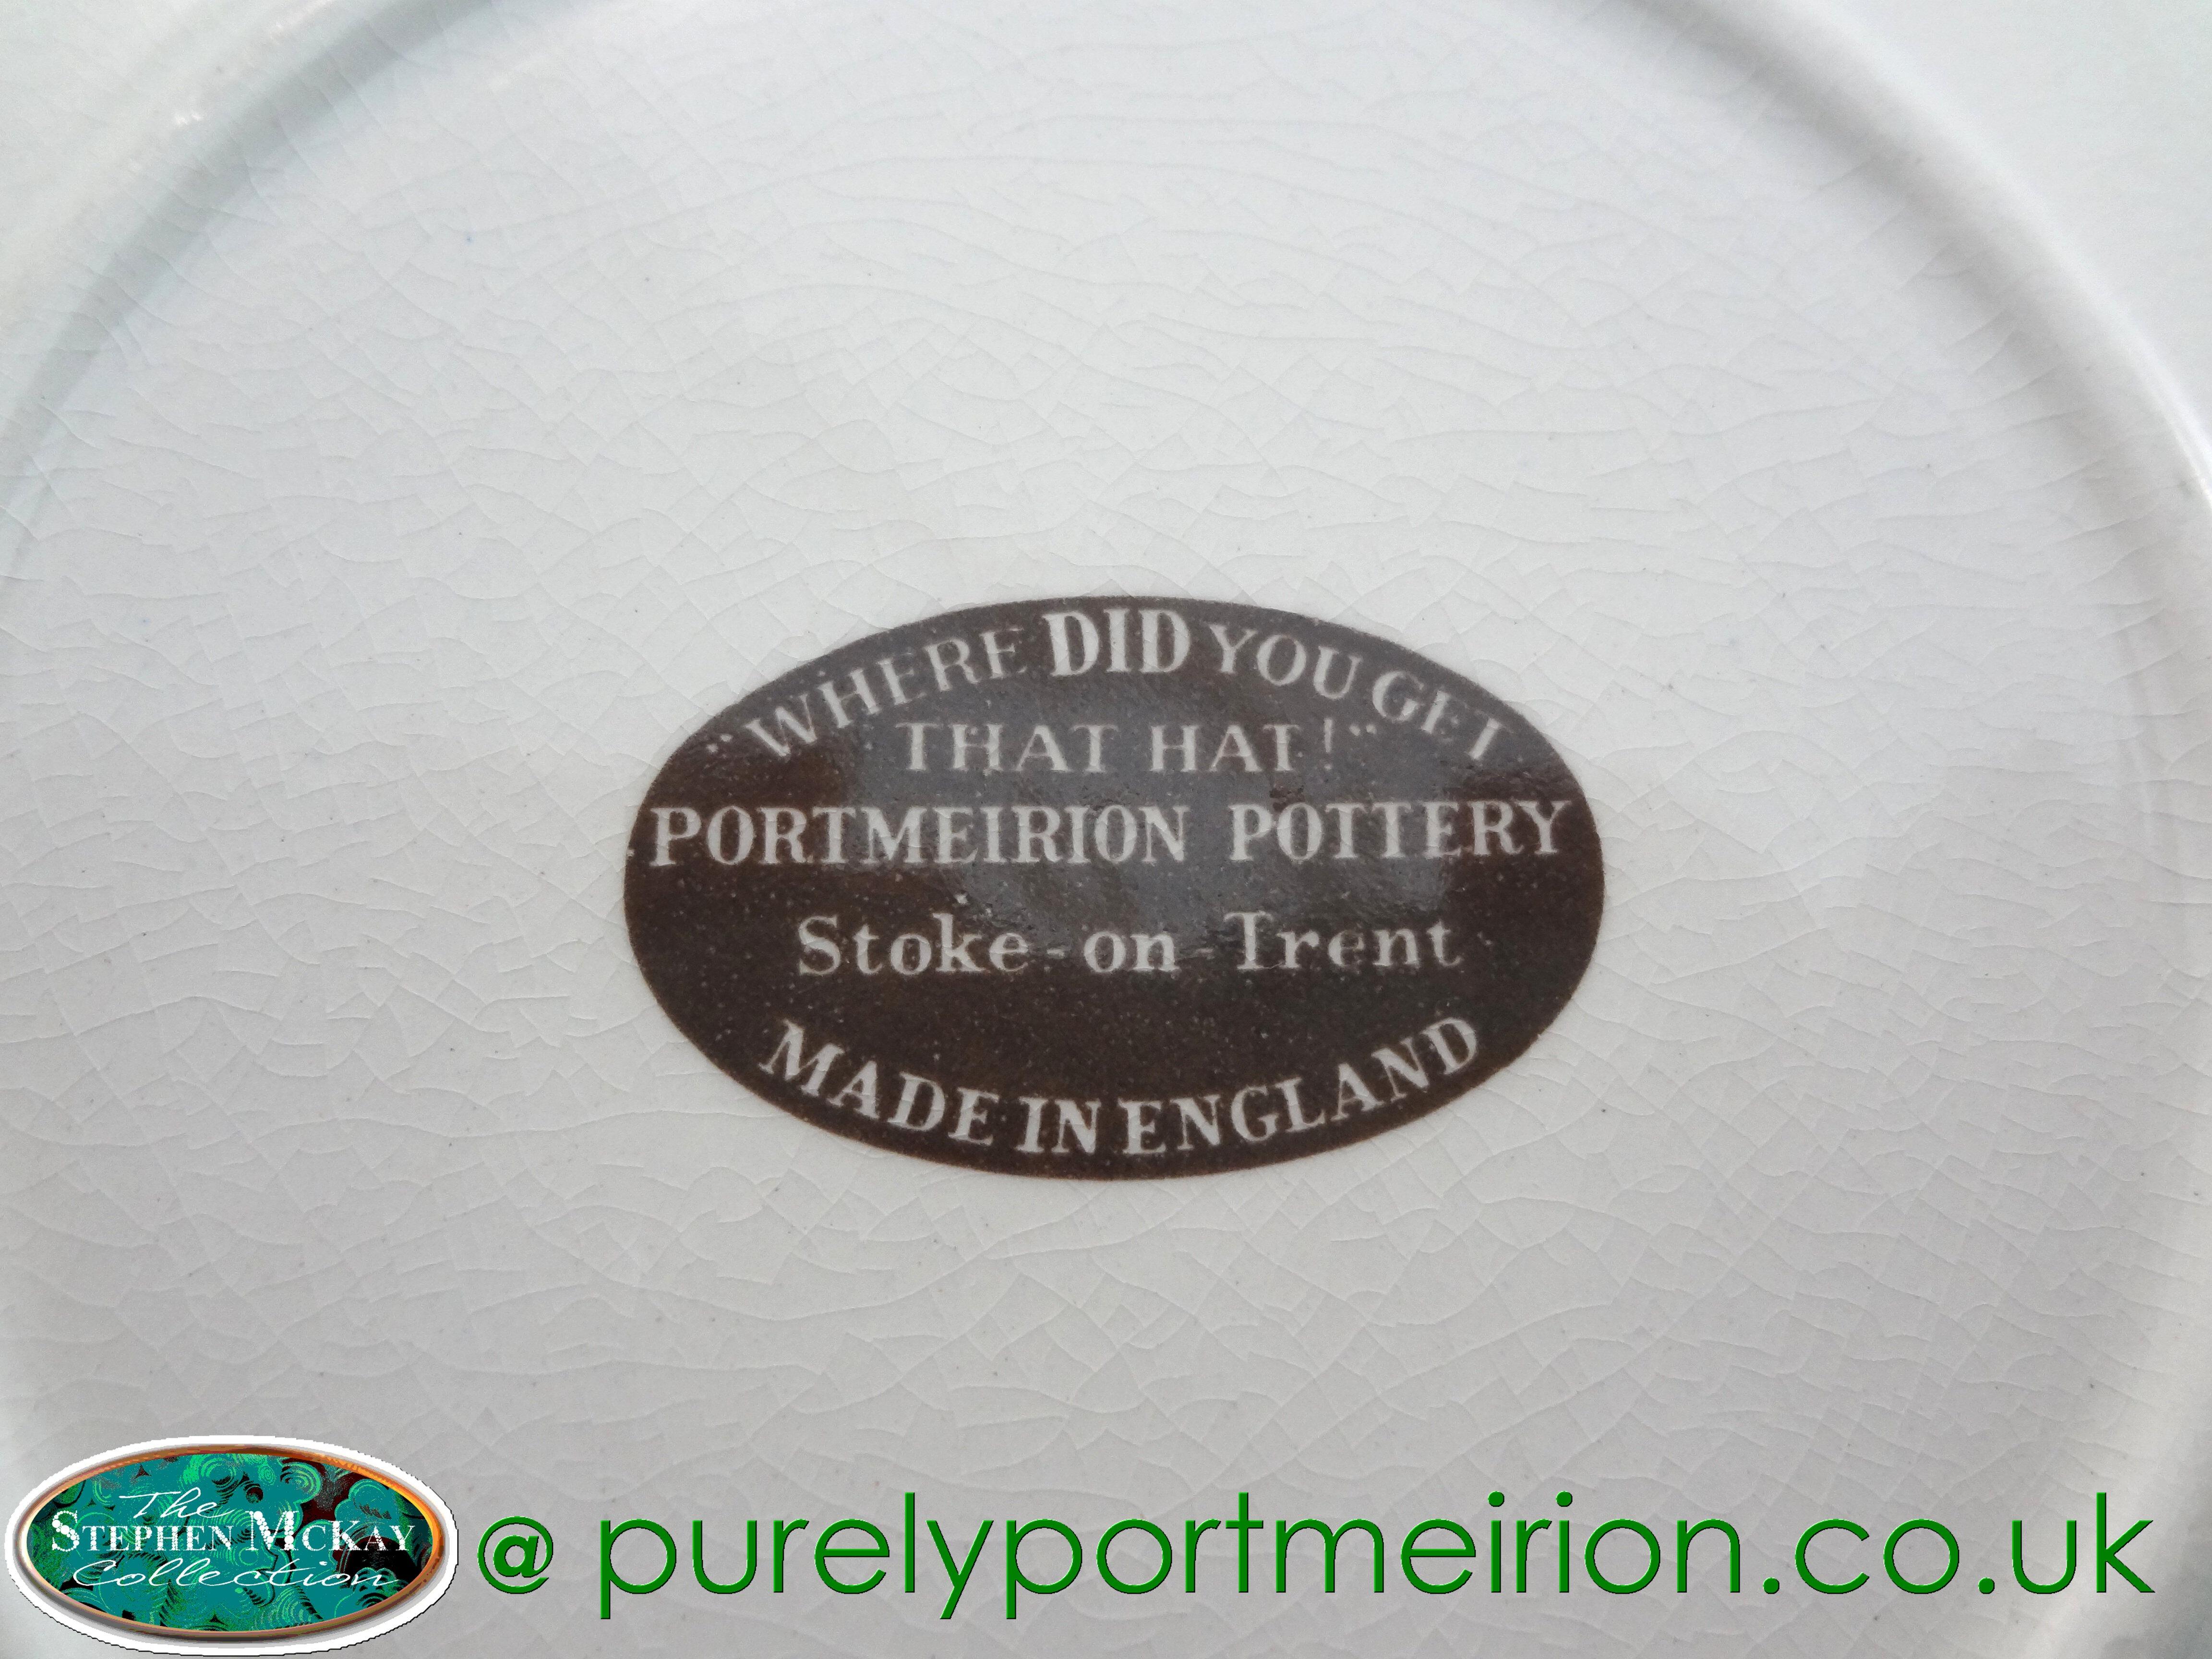 "WHERE DID YOU GET
THAT HAT!"
PORTMEIRION POTTERY
Stoke-on-Trent
MADE IN ENGLAND
The
STEPHEN MCKAY
Collection
@ purelyportmeirion.co.uk